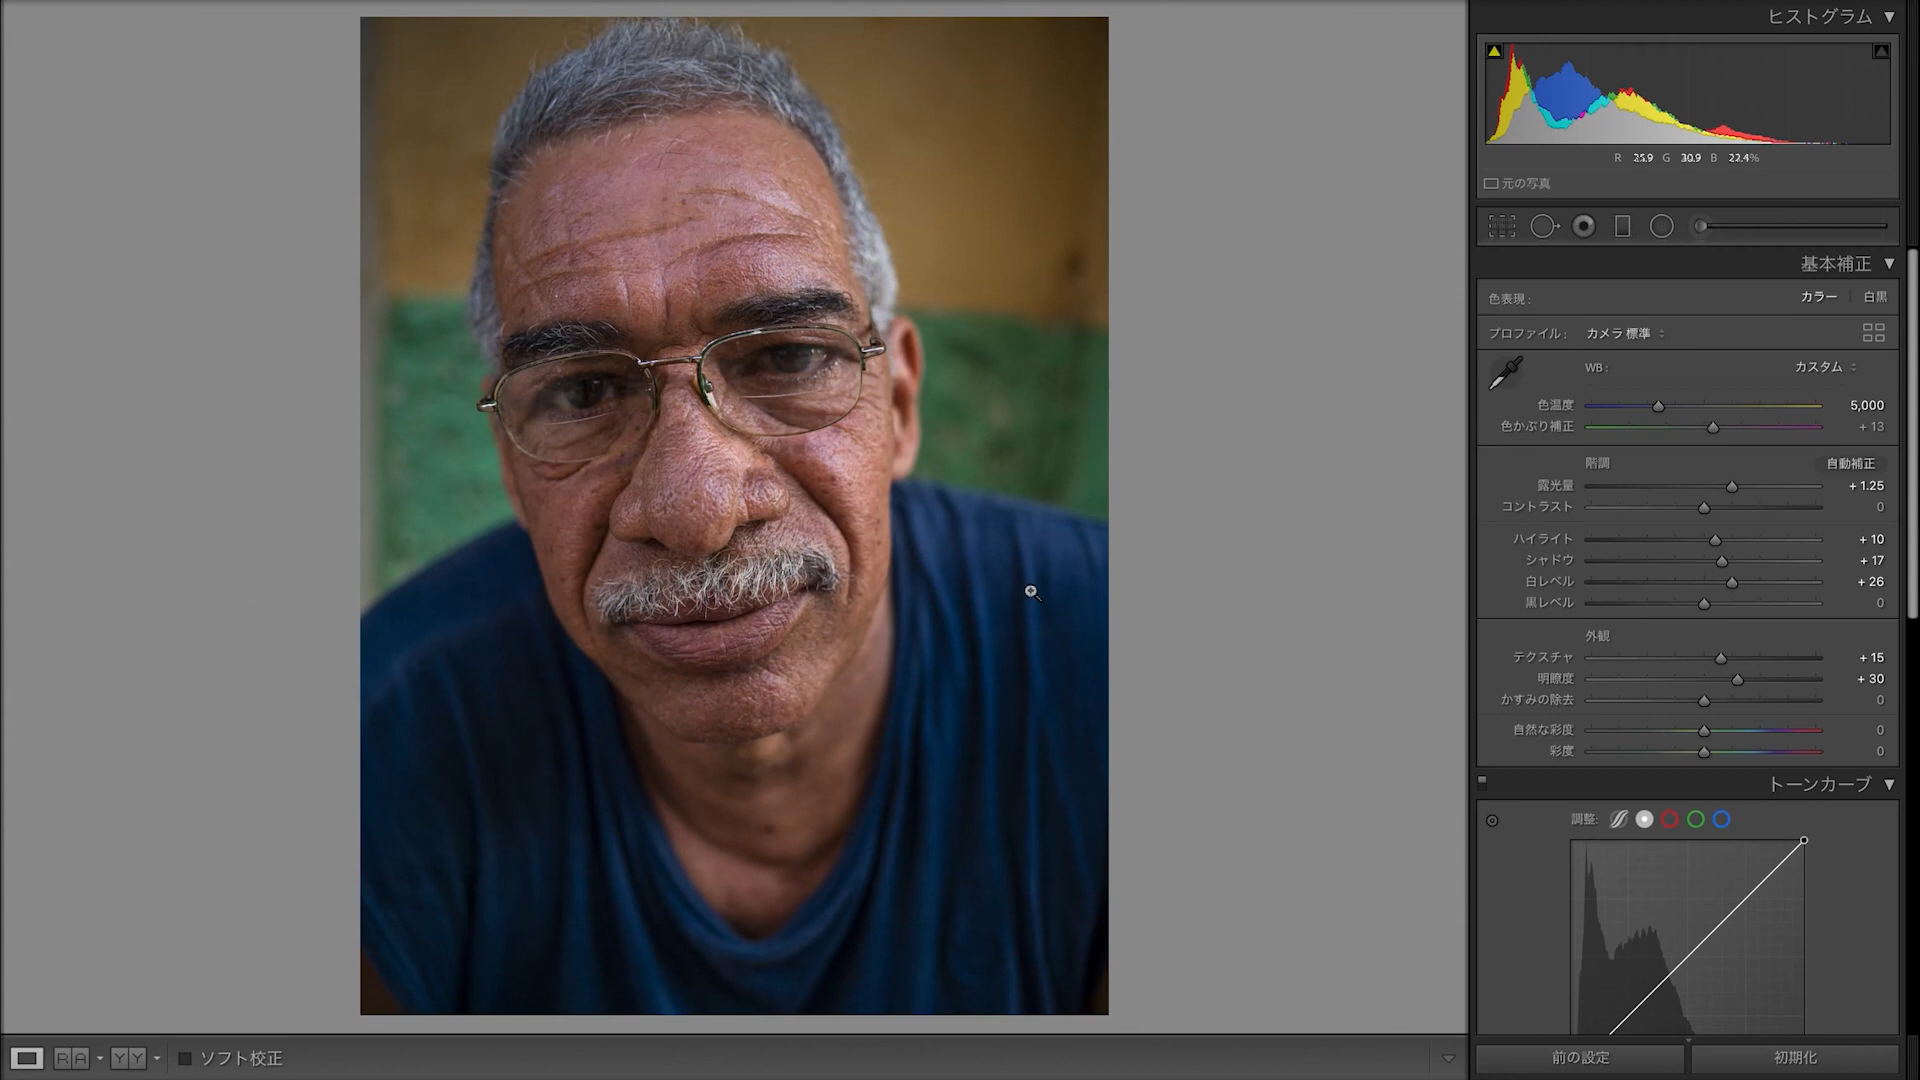 ヒストグラム
R 25.9 G 30.9 B 22.4%
元の写真
基本補正
色表現: カラー 白黒
プロファイル: カメラ 標準
WB: カスタム
色温度 5,000
色かぶり補正 + 13
階調 自動補正
露光量 + 1.25
コントラスト 0
ハイライト + 10
シャドウ + 17
白レベル + 26
黒レベル 0
外観
テクスチャ + 15
明瞭度 + 30
かすみの除去 0
自然な彩度 0
彩度 0
トーンカーブ
調整:
RA YY ソフト校正
前の設定 初期化